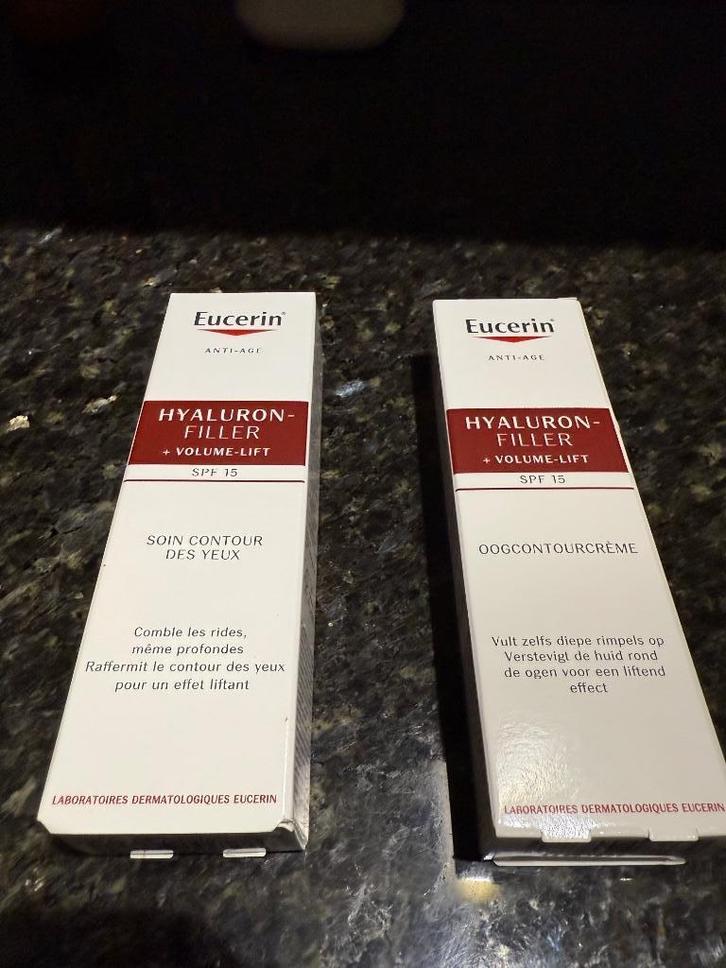 Eucerin®
ANTI-AGE
HYALURON-
FILLER
+ VOLUME-LIFT
SPF 15
SOIN CONTOUR
DES YEUX
Comble les rides,
même profondes
Raffermit le contour des yeux
pour un effet liftant
LABORATOIRES DERMATOLOGIQUES EUCERIN
Eucerin®
ANTI-AGE
HYALURON-
FILLER
+ VOLUME-LIFT
SPF 15
OOGCONTOURCRÈME
Vult zelfs diepe rimpels op
Verstevigt de huid rond
de ogen voor een liftend
effect
LABORATOIRES DERMATOLOGIQUES EUCERIN